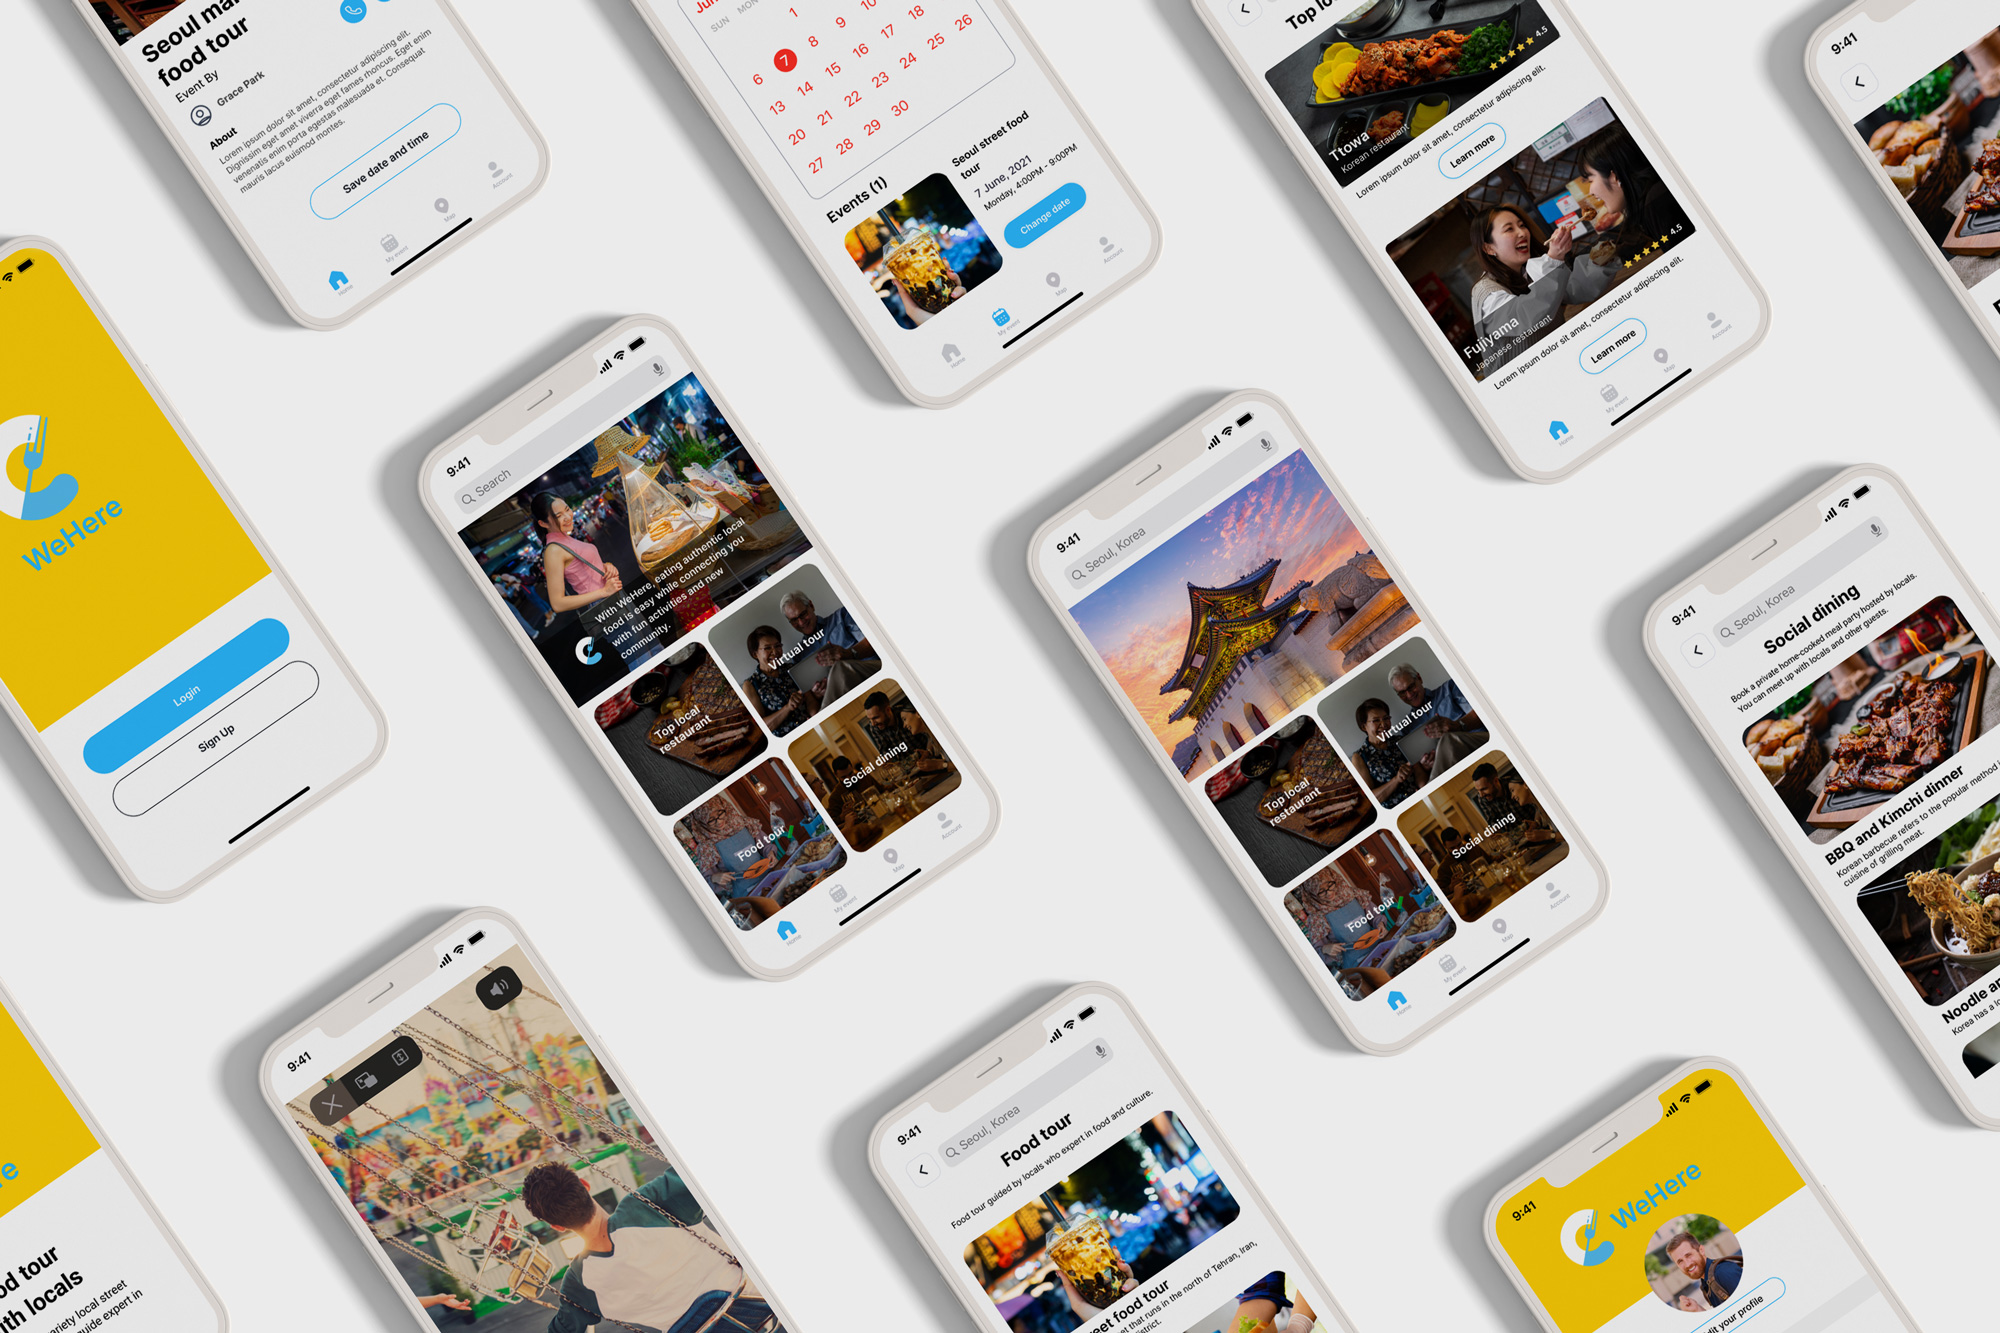 Seoul
food tour
Event By
Grace Park
About
Lorem ipsum dolor sit amet, consectetur adipiscing elit.
Dignissim eget amet viverra eget fames rhoncus. Eget enim
venenatis enim porta egestas malesuada et. Consequat
mauris lacus euismod montes.
Save date and time
Home
My event
Map
Account
SUN
1
6 7 8 9 10
13 14 15 16 17 18
20 21 22 23 24 25 26
27 28 29 30
Events (1)
Seoul street food
tour
7 June, 2021
Monday, 4:00PM - 9:00PM
Change date
Home
My event
Map
Account
Top
4.5
Ttowa
Korean restaurant
Lorem ipsum dolor sit amet, consectetur adipiscing elit.
Learn more
4.5
Fujiyama
Japanese restaurant
Lorem ipsum dolor sit amet, consectetur adipiscing elit.
Learn more
Home
My event
Map
Account
9:41
WeHere
Login
Sign Up
9:41
Search
With WeHere, eating authentic local
food is easy while connecting you
with fun activities and new
community.
Top local
restaurant
Virtual tour
Food tour
Social dining
Home
My event
Map
Account
9:41
Seoul, Korea
Top local
restaurant
Virtual tour
Food tour
Social dining
Home
My event
Map
Account
9:41
Seoul, Korea
Social dining
Book a private home-cooked meal party hosted by locals.
You can meet up with locals and other guests.
BBQ and Kimchi dinner
Korean barbecue refers to the popular method
cuisine of grilling meat.
Noodle
Korea has a
tour
with locals
local street
guide expert in
9:41
9:41
Seoul, Korea
Food tour
Food tour guided by locals who expert in food and culture.
food tour
that runs in the north of Tehran, Iran,
district.
9:41
WeHere
Edit your profile